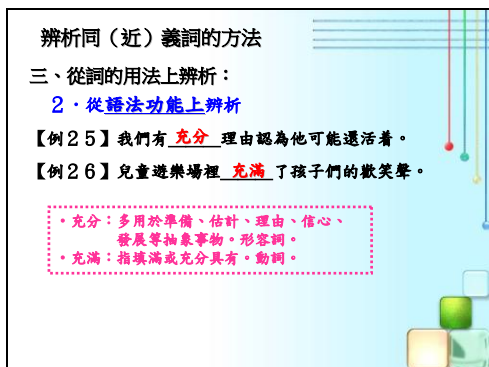 辨析同（近）義詞的方法
三、從詞的用法上辨析：
２．從語法功能上辨析
【例２５】我們有 充分 理由認為他可能還活着。
【例２６】兒童遊樂場裡 充滿 了孩子們的歡笑聲。
・充分：多用於準備、估計、理由、信心、
發展等抽象事物。形容詞。
・充滿：指填滿或充分具有。動詞。